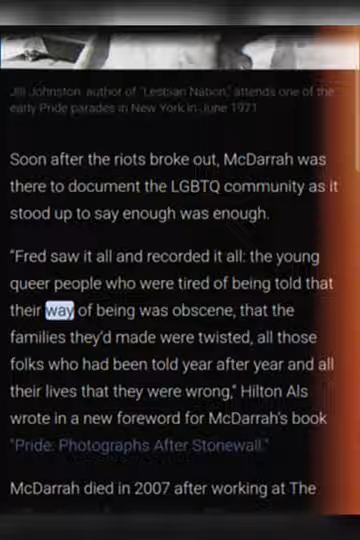 Jill Johnston, author of "Lesbian Nation," attends one of the
early Pride parades in New York in June 1971
Soon after the riots broke out, McDarrah was
there to document the LGBTQ community as it
stood up to say enough was enough.
"Fred saw it all and recorded it all: the young
queer people who were tired of being told that
their way of being was obscene, that the
families they'd made were twisted, all those
folks who had been told year after year and all
their lives that they were wrong," Hilton Als
wrote in a new foreword for McDarrah's book
"Pride: Photographs After Stonewall."
McDarrah died in 2007 after working at The